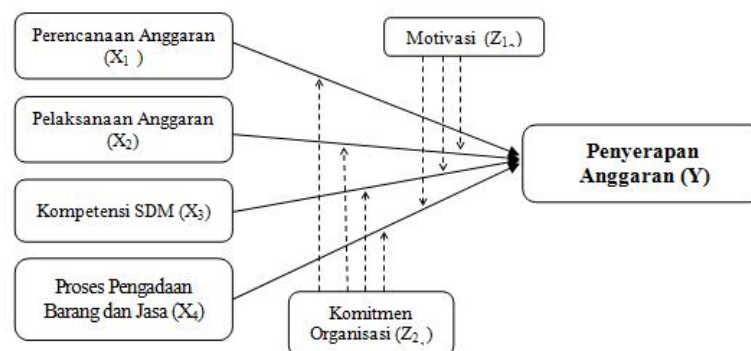 Perencanaan Anggaran
(X₁ )
Pelaksanaan Anggaran
(X₂)
Kompetensi SDM (X₃)
Proses Pengadaan
Barang dan Jasa (X₄)
Motivasi (Z₁.)
Komitmen
Organisasi (Z₂.)
Penyerapan
Anggaran (Y)